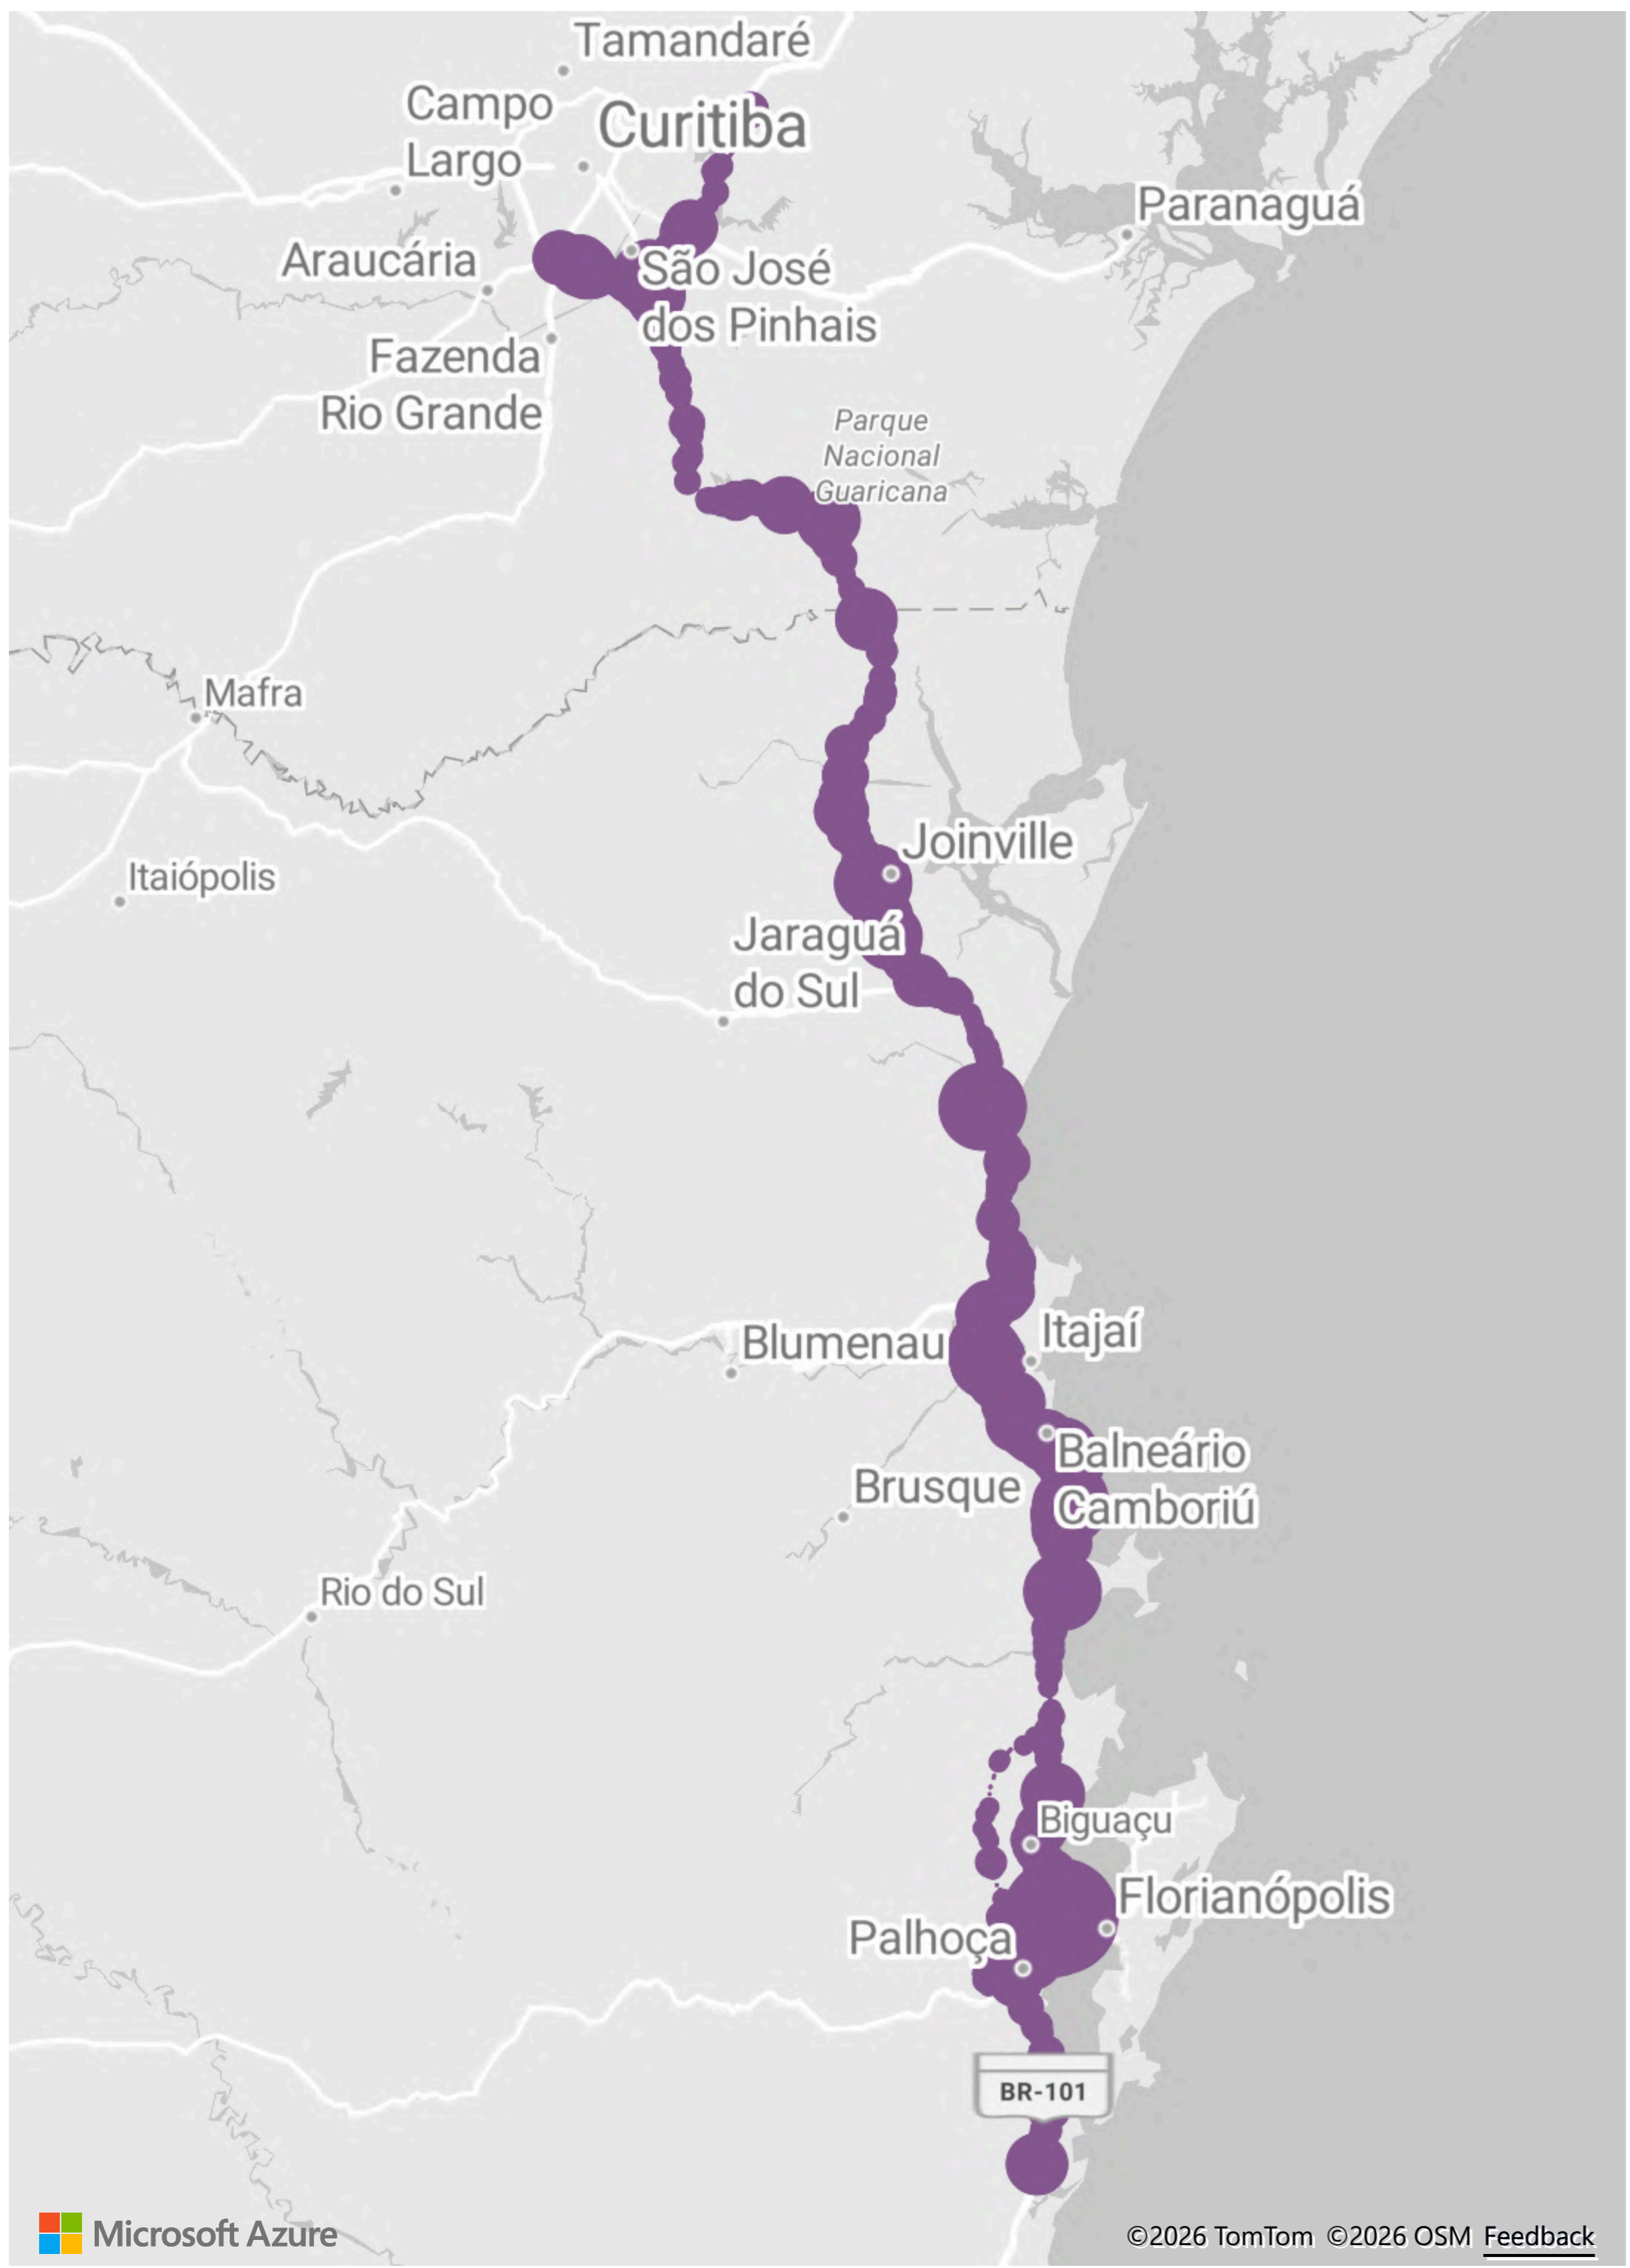 Tamandaré
Campo
Largo
Curitiba
Paranaguá
Araucária
São José
dos Pinhais
Fazenda
Rio Grande
Parque
Nacional
Guaricana
Mafra
Joinville
Itaiópolis
Jaraguá
do Sul
Itajaí
Blumenau
Balneário
Camboriú
Brusque
Rio do Sul
Biguaçu
Florianópolis
Palhoça
BR-101
Microsoft Azure
©2026 TomTom ©2026 OSM Feedback